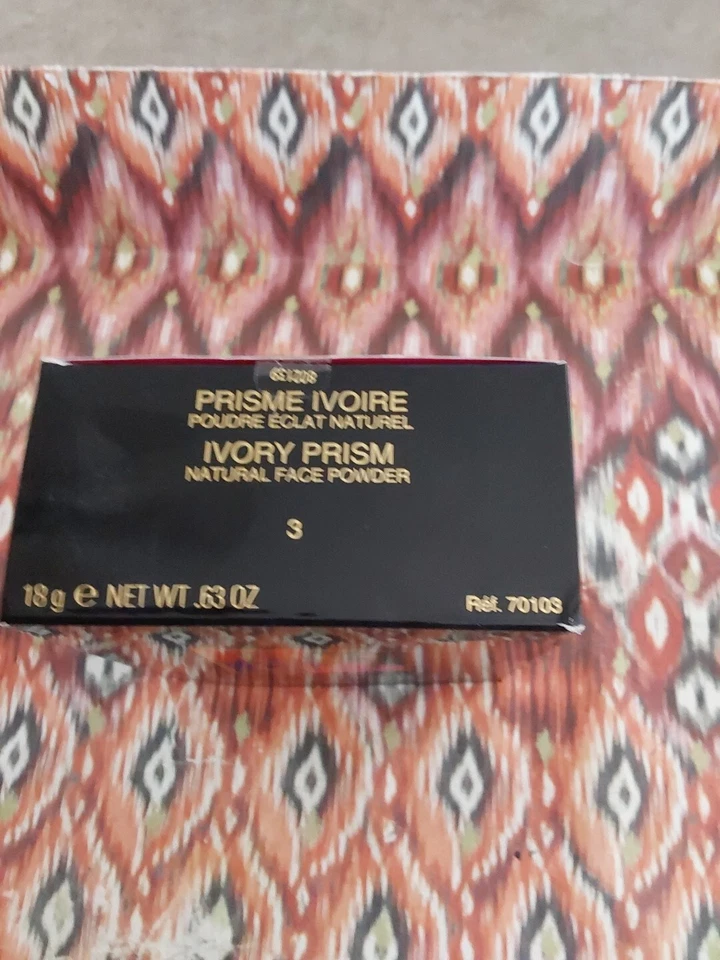 PRISME IVOIRE
POUDRE ÉCLAT NATUREL
IVORY PRISM
NATURAL FACE POWDER
3
18 g e NET WT .63 OZ
Réf. 70103